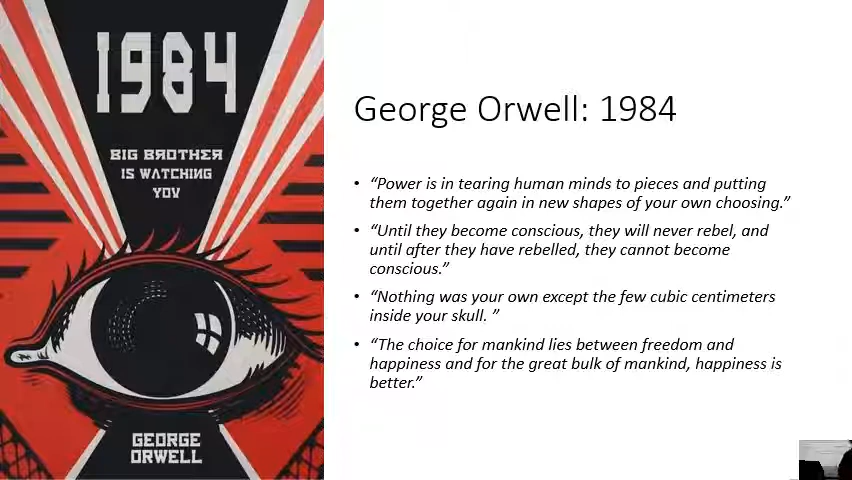 1984
BIG BROTHER
IS WATCHING
YOU
GEORGE
ORWELL
George Orwell: 1984
• “Power is in tearing human minds to pieces and putting
them together again in new shapes of your own choosing.”
• “Until they become conscious, they will never rebel, and
until after they have rebelled, they cannot become
conscious.”
• “Nothing was your own except the few cubic centimeters
inside your skull. ”
• “The choice for mankind lies between freedom and
happiness and for the great bulk of mankind, happiness is
better.”